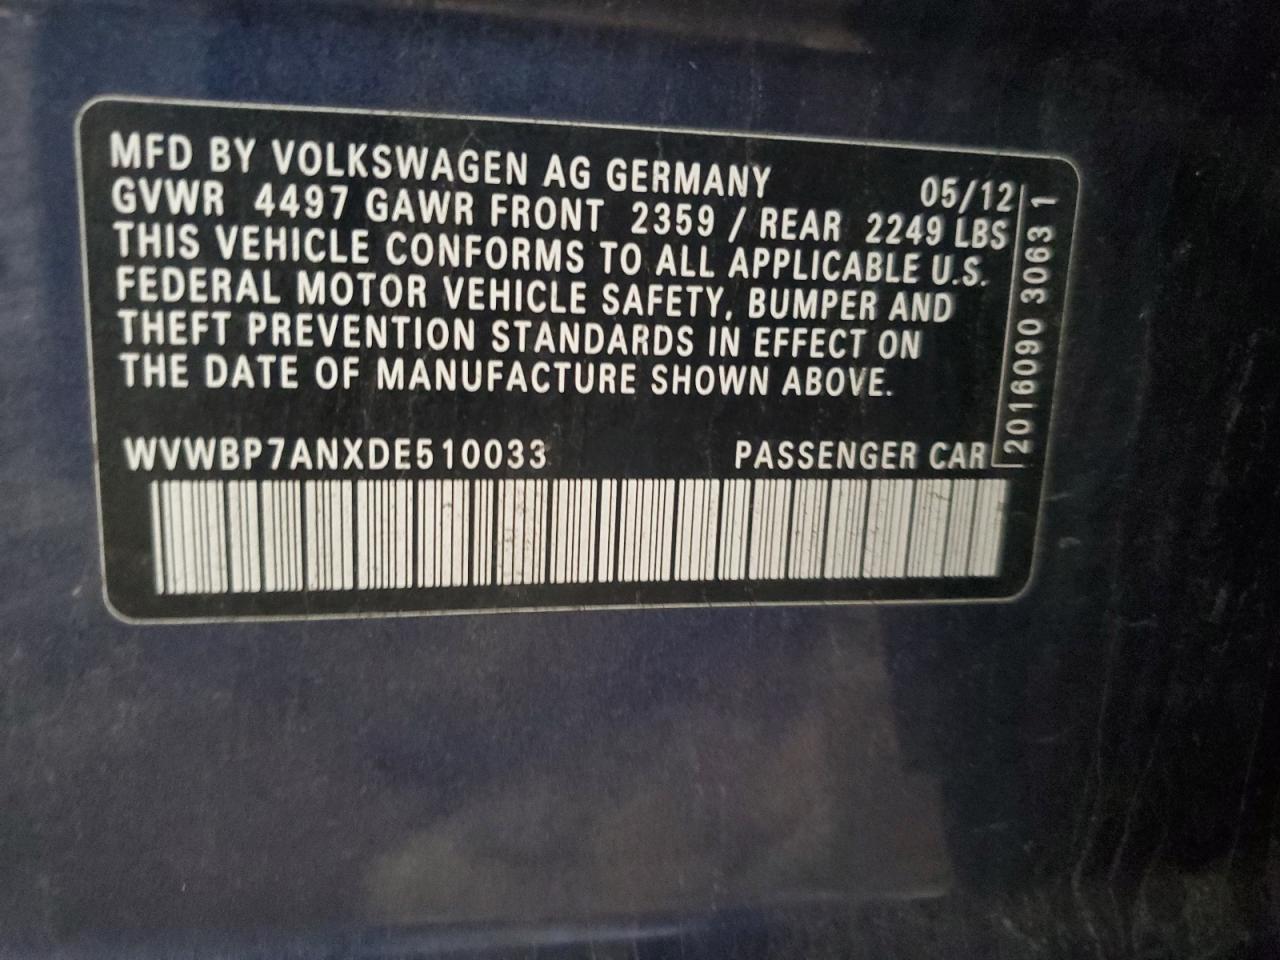 MFD BY VOLKSWAGEN AG GERMANY
05/12
GVWR 4497 GAWR FRONT 2359 / REAR 2249 LBS
THIS VEHICLE CONFORMS TO ALL APPLICABLE U.S.
FEDERAL MOTOR VEHICLE SAFETY, BUMPER AND
THEFT PREVENTION STANDARDS IN EFFECT ON
THE DATE OF MANUFACTURE SHOWN ABOVE.
WVWBP7ANXDE510033 PASSENGER CAR
2016090 3063 1